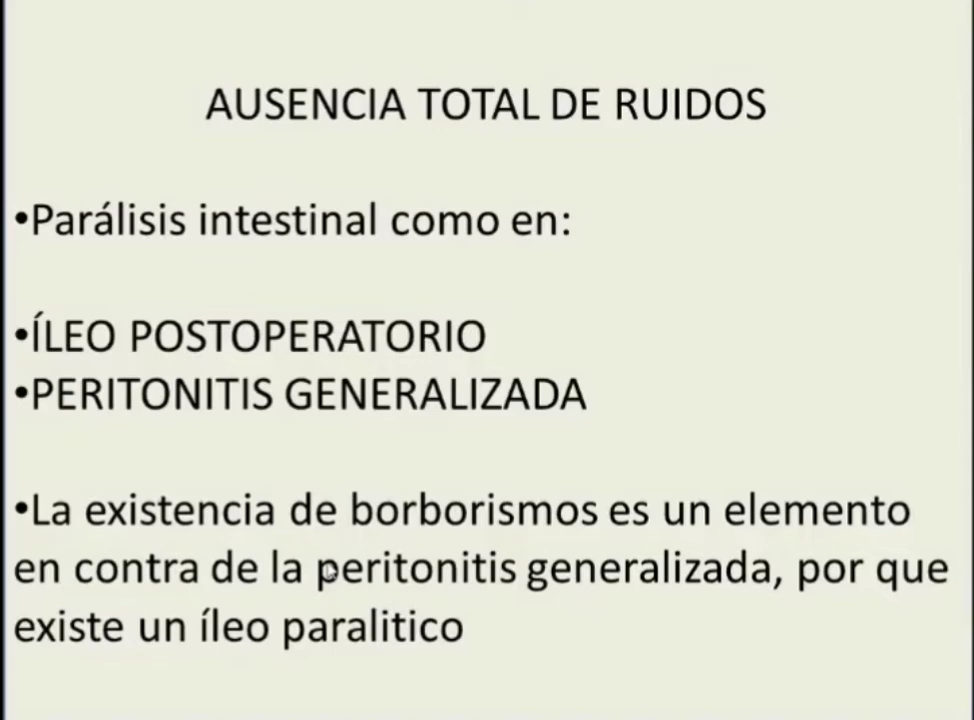 AUSENCIA TOTAL DE RUIDOS
•Parálisis intestinal como en:
•ÍLEO POSTOPERATORIO
•PERITONITIS GENERALIZADA
•La existencia de borborismos es un elemento
en contra de la peritonitis generalizada, por que
existe un íleo paralitico